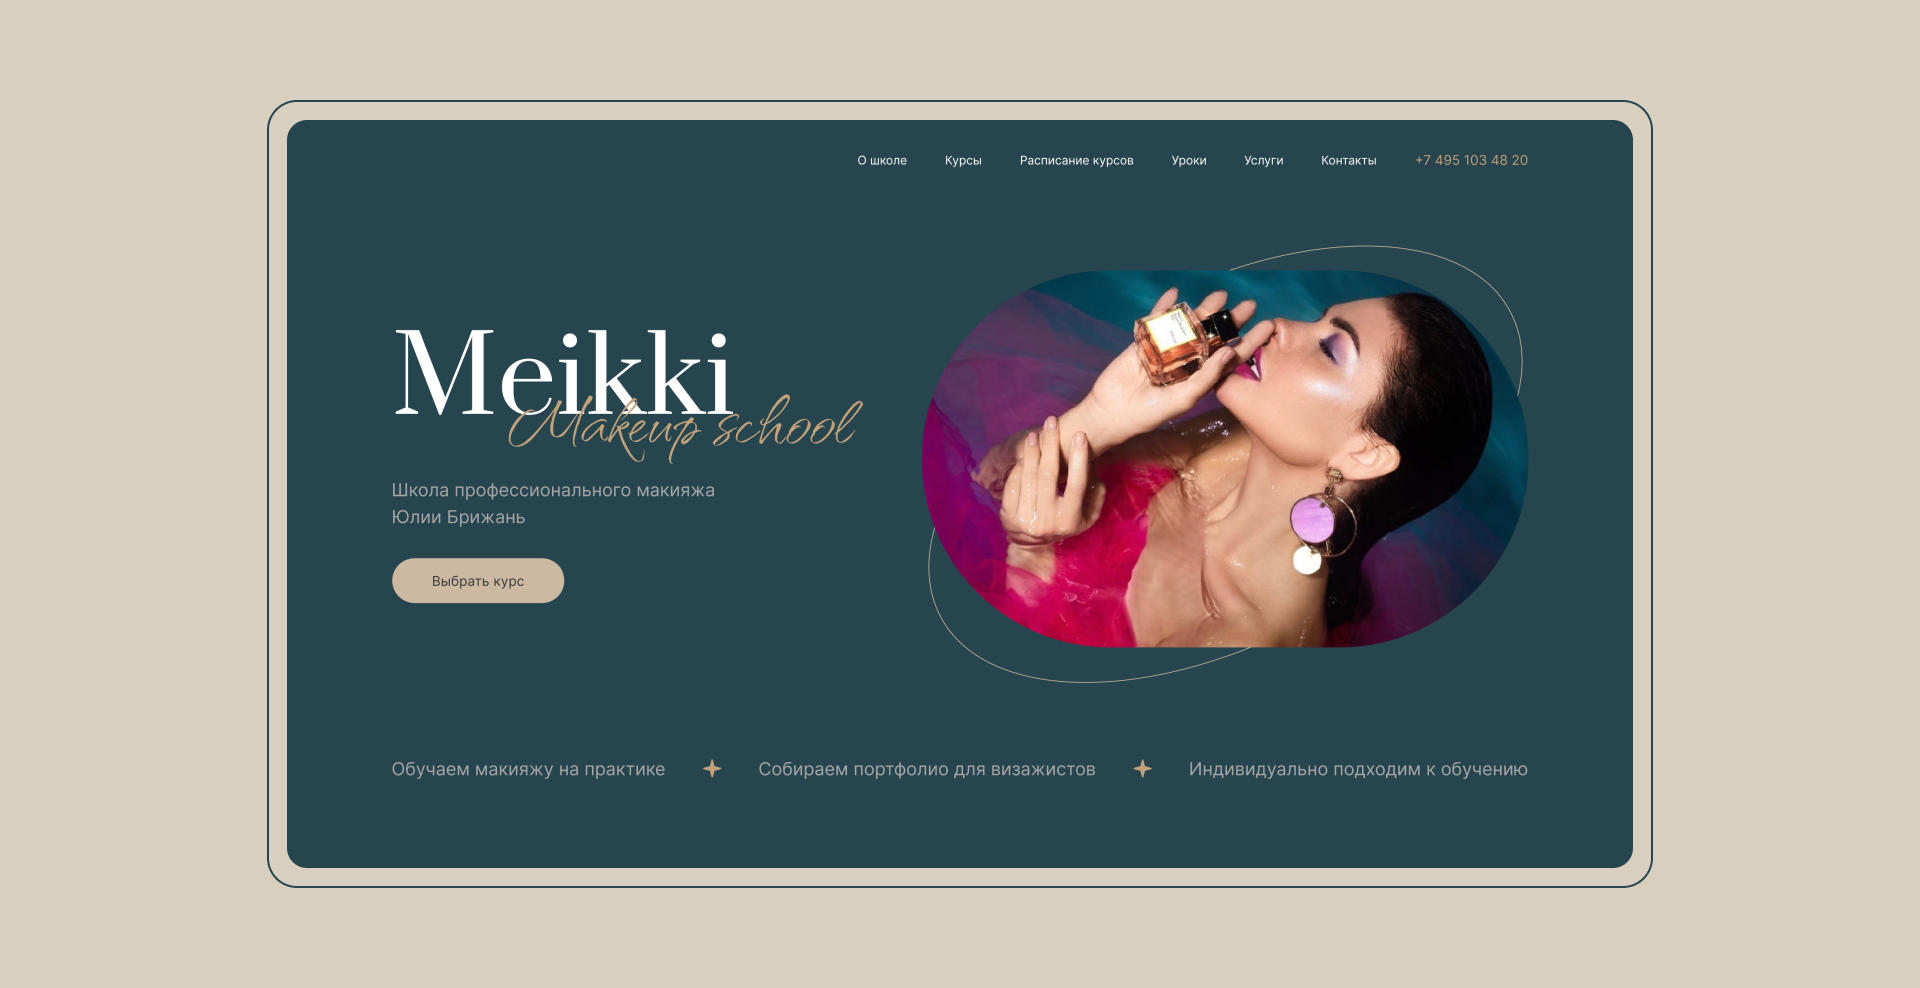 О школе Курсы Расписание курсов Уроки Услуги Контакты +7 495 103 48 20
Meikki
Makeup school
Школа профессионального макияжа
Юлии Брижань
Выбрать курс
Обучаем макияжу на практике Собираем портфолио для визажистов Индивидуально подходим к обучению